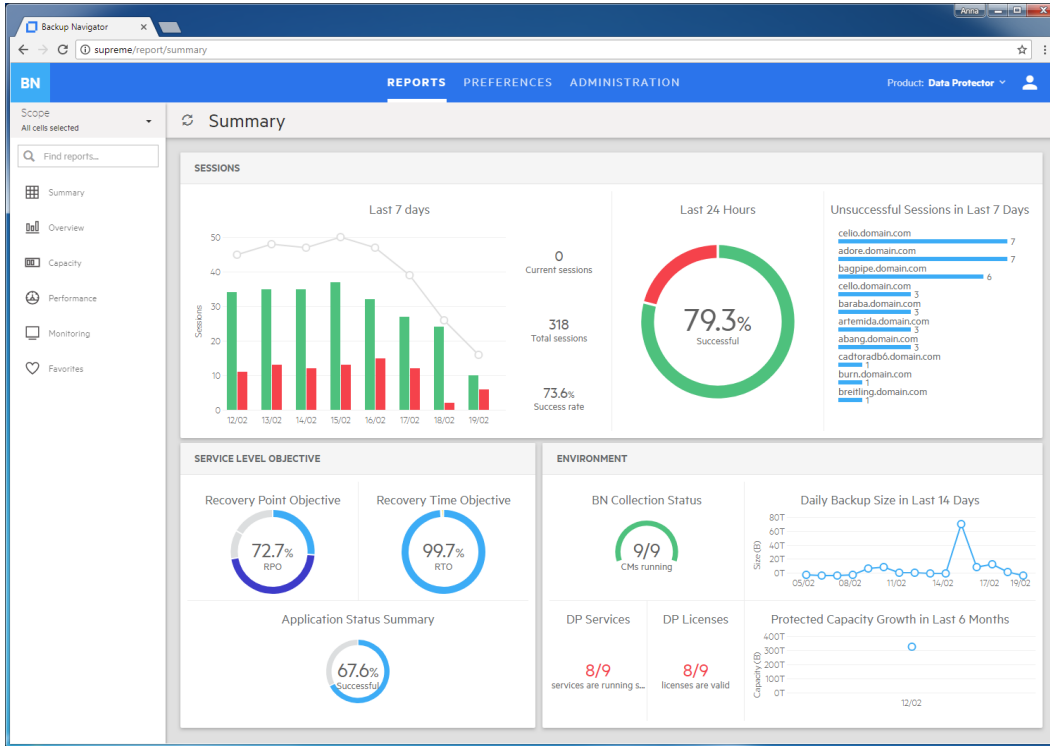 Anna
Backup Navigator
supreme/report/summary
BN
REPORTS PREFERENCES ADMINISTRATION
Product: Data Protector
Scope
All cells selected
Find reports...
Summary
Overview
Capacity
Performance
Monitoring
Favorites
Summary
SESSIONS
Last 7 days
Sessions
50
40
30
20
10
0
12/02 13/02 14/02 15/02 16/02 17/02 18/02 19/02
0
Current sessions
318
Total sessions
73.6%
Success rate
Last 24 Hours
79.3%
Successful
Unsuccessful Sessions in Last 7 Days
celio.domain.com
7
adore.domain.com
7
bagpipe.domain.com
6
cello.domain.com
3
baraba.domain.com
3
artemida.domain.com
3
abang.domain.com
3
cadtoradb6.domain.com
1
burn.domain.com
1
breitling.domain.com
1
SERVICE LEVEL OBJECTIVE
Recovery Point Objective
72.7%
RPO
Recovery Time Objective
99.7%
RTO
Application Status Summary
67.6%
Successful
ENVIRONMENT
BN Collection Status
9/9
CMs running
DP Services
8/9
services are running s...
DP Licenses
8/9
licenses are valid
Daily Backup Size in Last 14 Days
Size (B)
80T
60T
40T
20T
0T
05/02 08/02 11/02 14/02 17/02 19/02
Protected Capacity Growth in Last 6 Months
Capacity (B)
400T
300T
200T
100T
0T
12/02